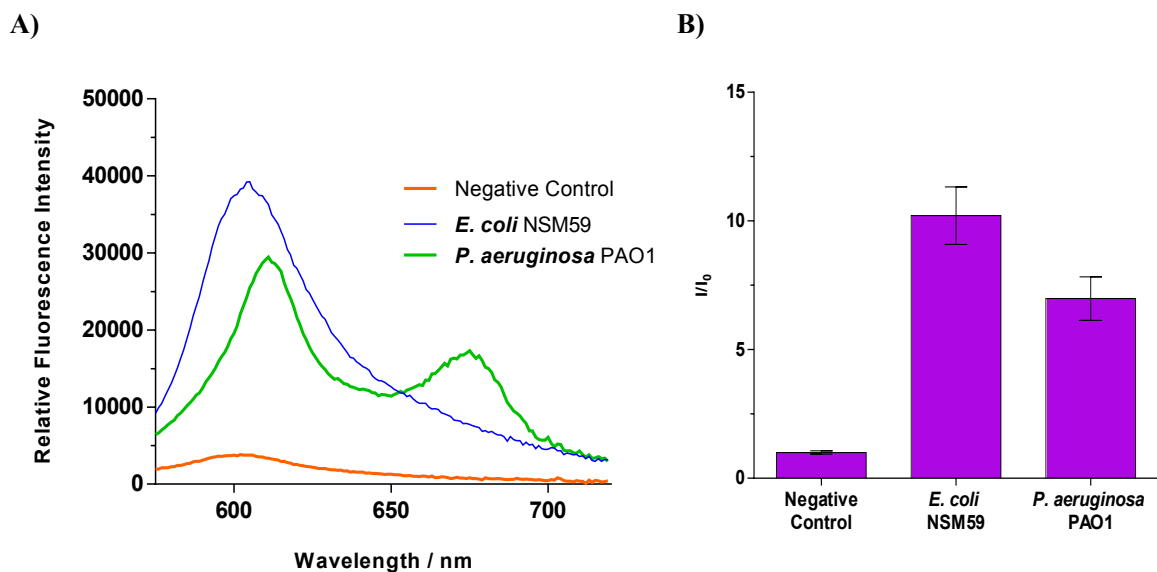 A)
50000
40000
30000
20000
10000
0
600
650
700
Relative Fluorescence Intensity
Wavelength / nm
Negative Control
E. coli NSM59
P. aeruginosa PAO1
B)
15
10
5
0
I/I0
Negative
Control
E. coli
NSM59
P. aeruginosa
PAO1